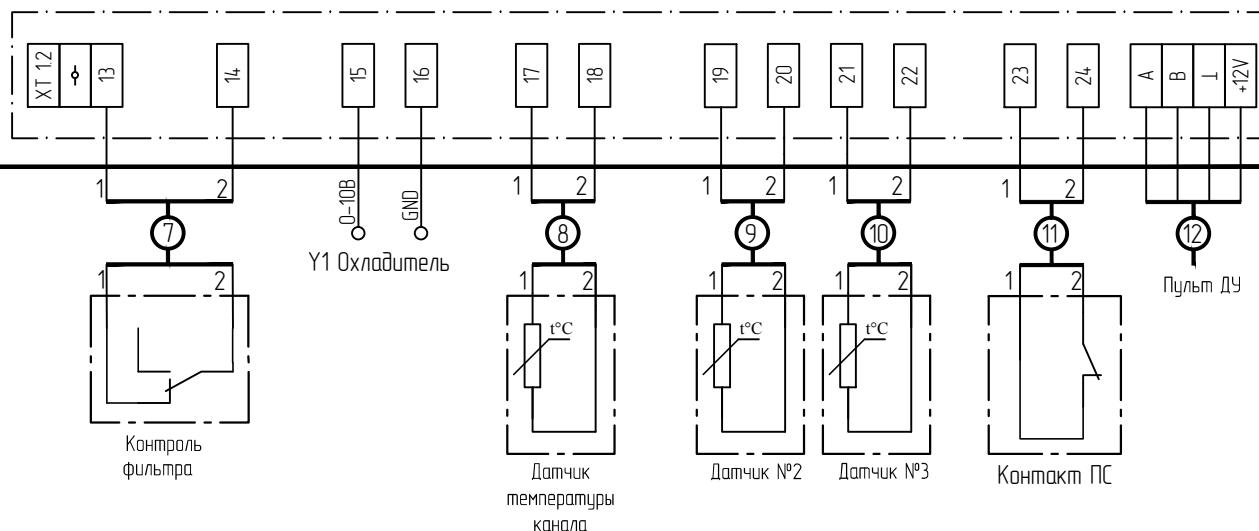 XT 1.2 13 14 15 16 17 18 19 20 21 22 23 24 A B ⊥ +12V
1 2 0-10В GND 1 2 1 2 1 2 1 2
7 8 9 10 11 12
Y1 Охладитель
Пульт ДУ
1 2 1 2 1 2 1 2 1 2
t°C t°C t°C
Контроль
фильтра
Датчик
температуры
канала
Датчик №2
Датчик №3
Контакт ПС